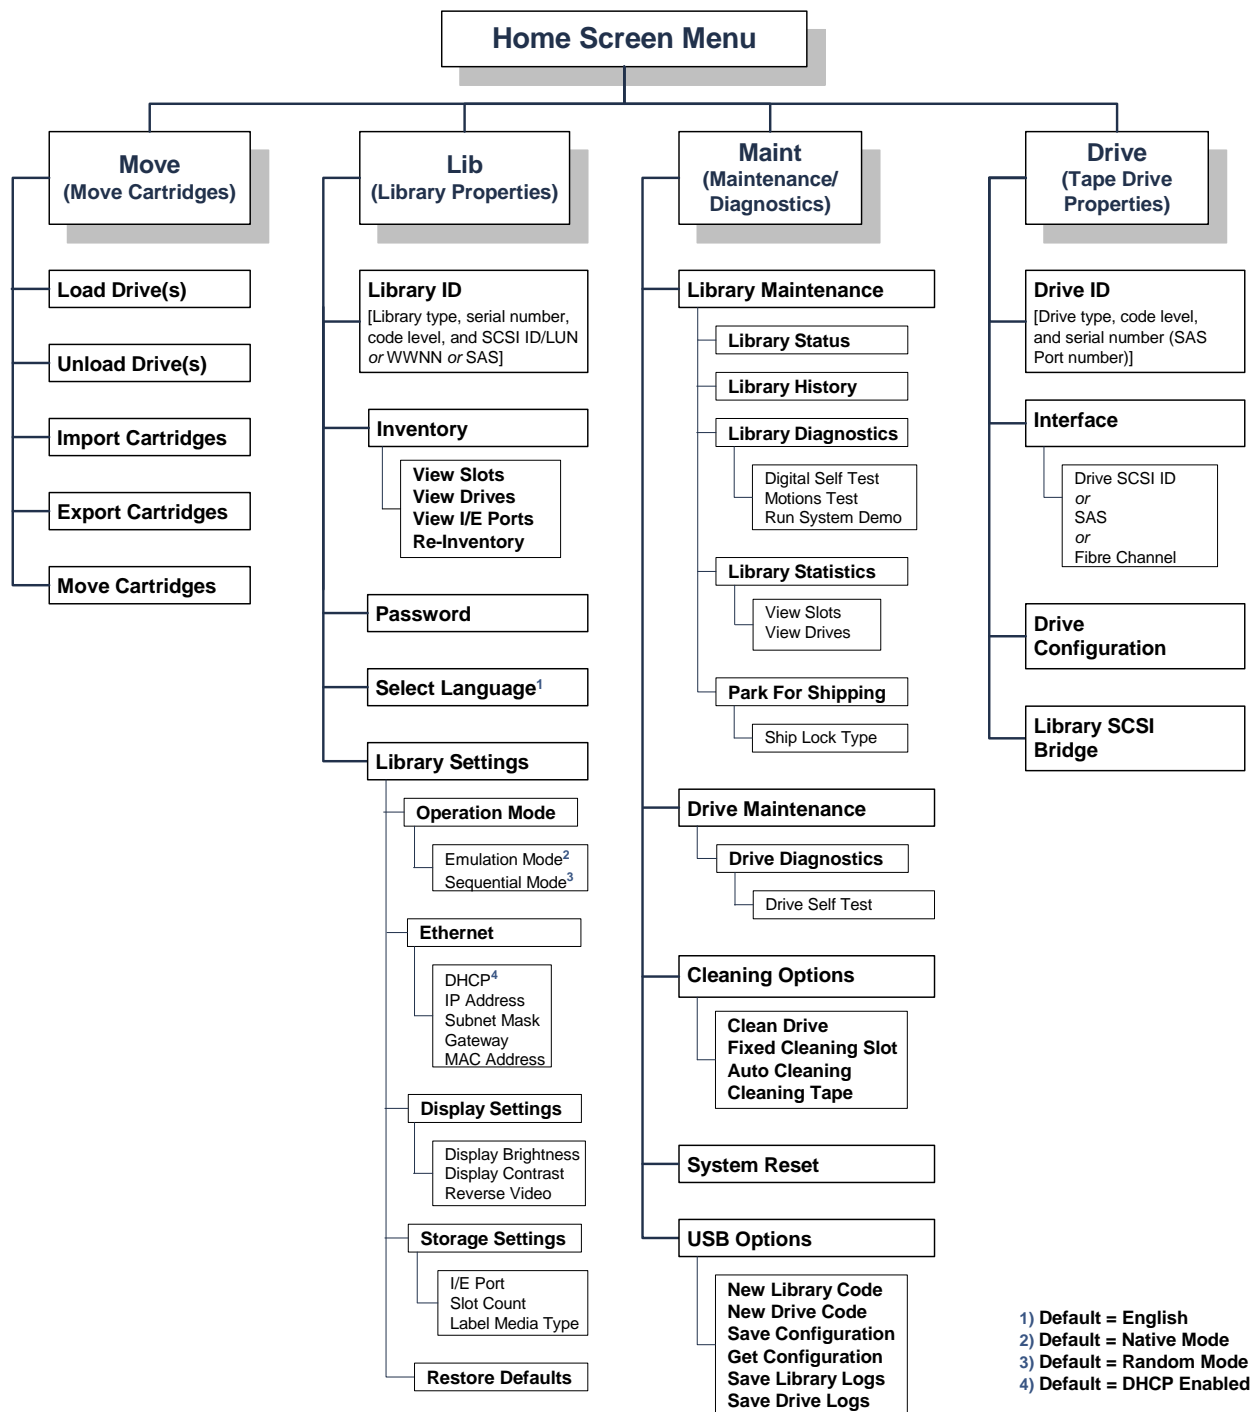 Home Screen Menu
Move
(Move Cartridges)
Load Drive(s)
Unload Drive(s)
Import Cartridges
Export Cartridges
Move Cartridges
Lib
(Library Properties)
Library ID
[Library type, serial number,
code level, and SCSI ID/LUN
or WWNN or SAS]
Inventory
View Slots
View Drives
View I/E Ports
Re-Inventory
Password
Select Language1
Library Settings
Operation Mode
Emulation Mode2
Sequential Mode3
Ethernet
DHCP4
IP Address
Subnet Mask
Gateway
MAC Address
Display Settings
Display Brightness
Display Contrast
Reverse Video
Storage Settings
I/E Port
Slot Count
Label Media Type
Restore Defaults
Maint
(Maintenance/
Diagnostics)
Library Maintenance
Library Status
Library History
Library Diagnostics
Digital Self Test
Motions Test
Run System Demo
Library Statistics
View Slots
View Drives
Park For Shipping
Ship Lock Type
Drive Maintenance
Drive Diagnostics
Drive Self Test
Cleaning Options
Clean Drive
Fixed Cleaning Slot
Auto Cleaning
Cleaning Tape
System Reset
USB Options
New Library Code
New Drive Code
Save Configuration
Get Configuration
Save Library Logs
Save Drive Logs
Drive
(Tape Drive
Properties)
Drive ID
[Drive type, code level,
and serial number (SAS
Port number)]
Interface
Drive SCSI ID
or
SAS
or
Fibre Channel
Drive
Configuration
Library SCSI
Bridge
1) Default = English
2) Default = Native Mode
3) Default = Random Mode
4) Default = DHCP Enabled